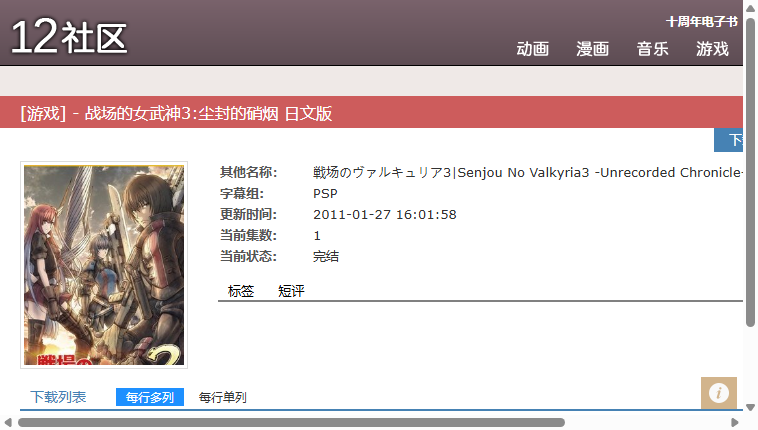 12社区
十周年电子书
动画 漫画 音乐 游戏
[游戏] - 战场的女武神3:尘封的硝烟 日文版
其他名称: 戦場のヴァルキュリア3|Senjou No Valkyria3 -Unrecorded Chronicle-
字幕组: PSP
更新时间: 2011-01-27 16:01:58
当前集数: 1
当前状态: 完结
标签 短评
戦場の
3
下载列表 每行多列 每行单列